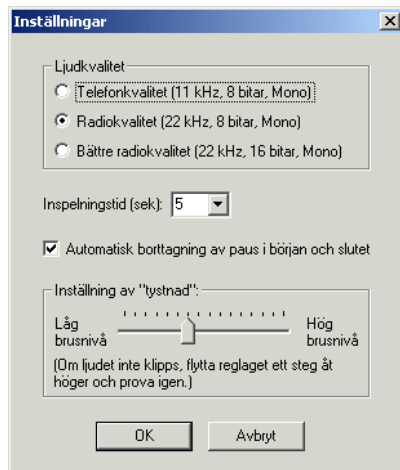 Inställningar
Ljudkvalitet
Telefonkvalitet (11 kHz, 8 bitar, Mono)
Radiokvalitet (22 kHz, 8 bitar, Mono)
Bättre radiokvalitet (22 kHz, 16 bitar, Mono)
Inspelningstid (sek): 5
Automatisk borttagning av paus i början och slutet
Inställning av "tystnad":
Låg brusnivå
Hög brusnivå
(Om ljudet inte klipps, flytta reglaget ett steg åt
höger och prova igen.)
OK Avbryt